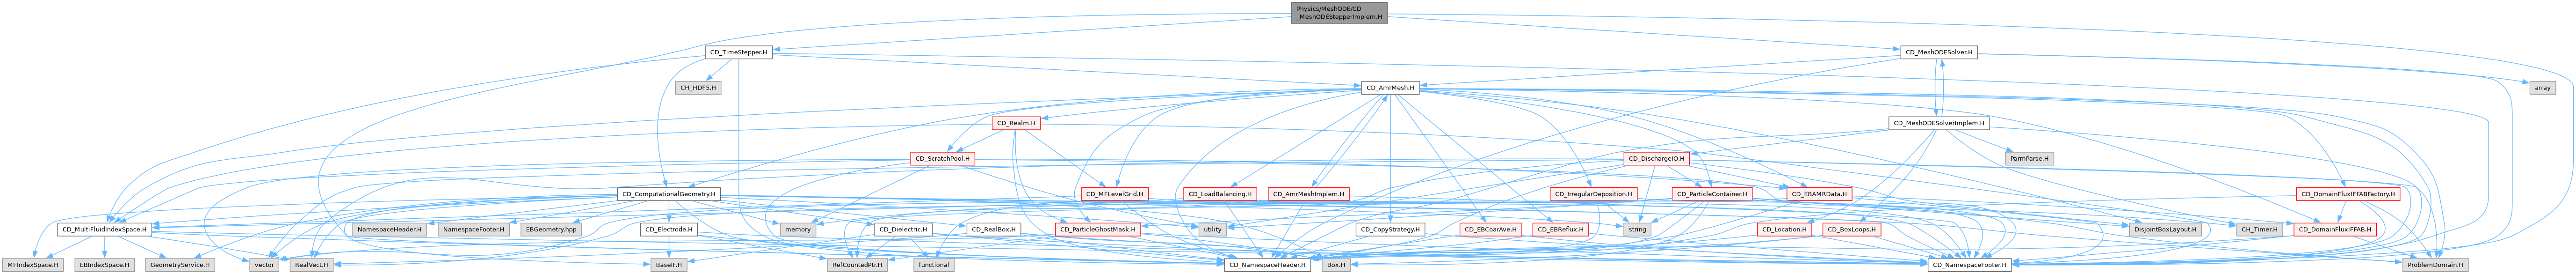 Physics/MeshODE/CD
_MeshODEStepperImplem.H
CD_TimeStepper.H
CD_MeshODESolver.H
CH_HDF5.H
CD_AmrMesh.H
array
CD_Realm.H
CD_MeshODESolverImplem.H
CD_ScratchPool.H
CD_DischargeIO.H
ParmParse.H
CD_ComputationalGeometry.H
CD_MFLevelGrid.H
CD_LoadBalancing.H
CD_AmrMeshImplem.H
CD_IrregularDeposition.H
CD_ParticleContainer.H
CD_EBAMRData.H
CD_DomainFluxIFFABFactory.H
CD_MultiFluidIndexSpace.H
NamespaceHeader.H
NamespaceFooter.H
EBGeometry.hpp
CD_Electrode.H
memory
CD_Dielectric.H
CD_RealBox.H
CD_ParticleGhostMask.H
utility
CD_CopyStrategy.H
CD_EBCoarAve.H
CD_EBReflux.H
string
CD_Location.H
CD_BoxLoops.H
DisjointBoxLayout.H
CH_Timer.H
CD_DomainFluxIFFAB.H
MFIndexSpace.H
EBIndexSpace.H
GeometryService.H
vector
RealVect.H
BaseIF.H
RefCountedPtr.H
functional
CD_NamespaceHeader.H
Box.H
CD_NamespaceFooter.H
ProblemDomain.H